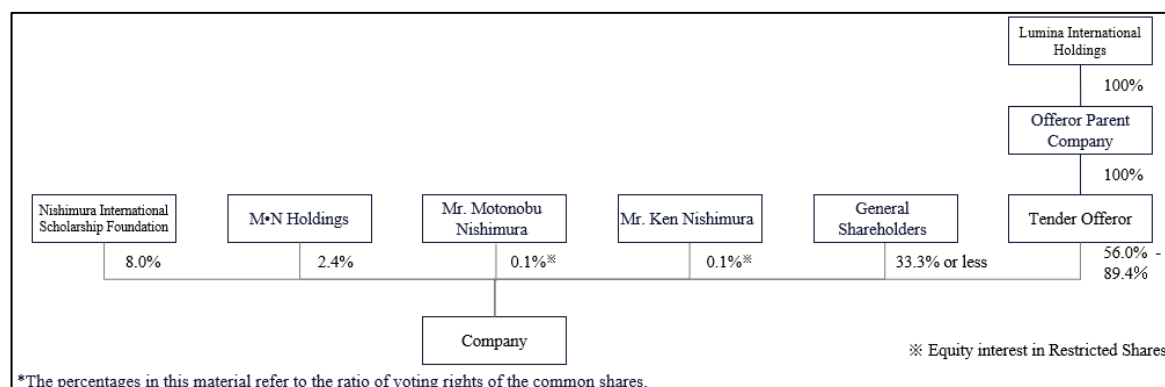 Lumina International
Holdings
100%
Offeror Parent
Company
100%
Nishimura International
Scholarship Foundation
M•N Holdings
Mr. Motonobu
Nishimura
Mr. Ken Nishimura
General
Shareholders
Tender Offeror
8.0%
2.4%
0.1%※
0.1%※
33.3% or less
56.0% -
89.4%
Company
※ Equity interest in Restricted Shares
*The percentages in this material refer to the ratio of voting rights of the common shares.